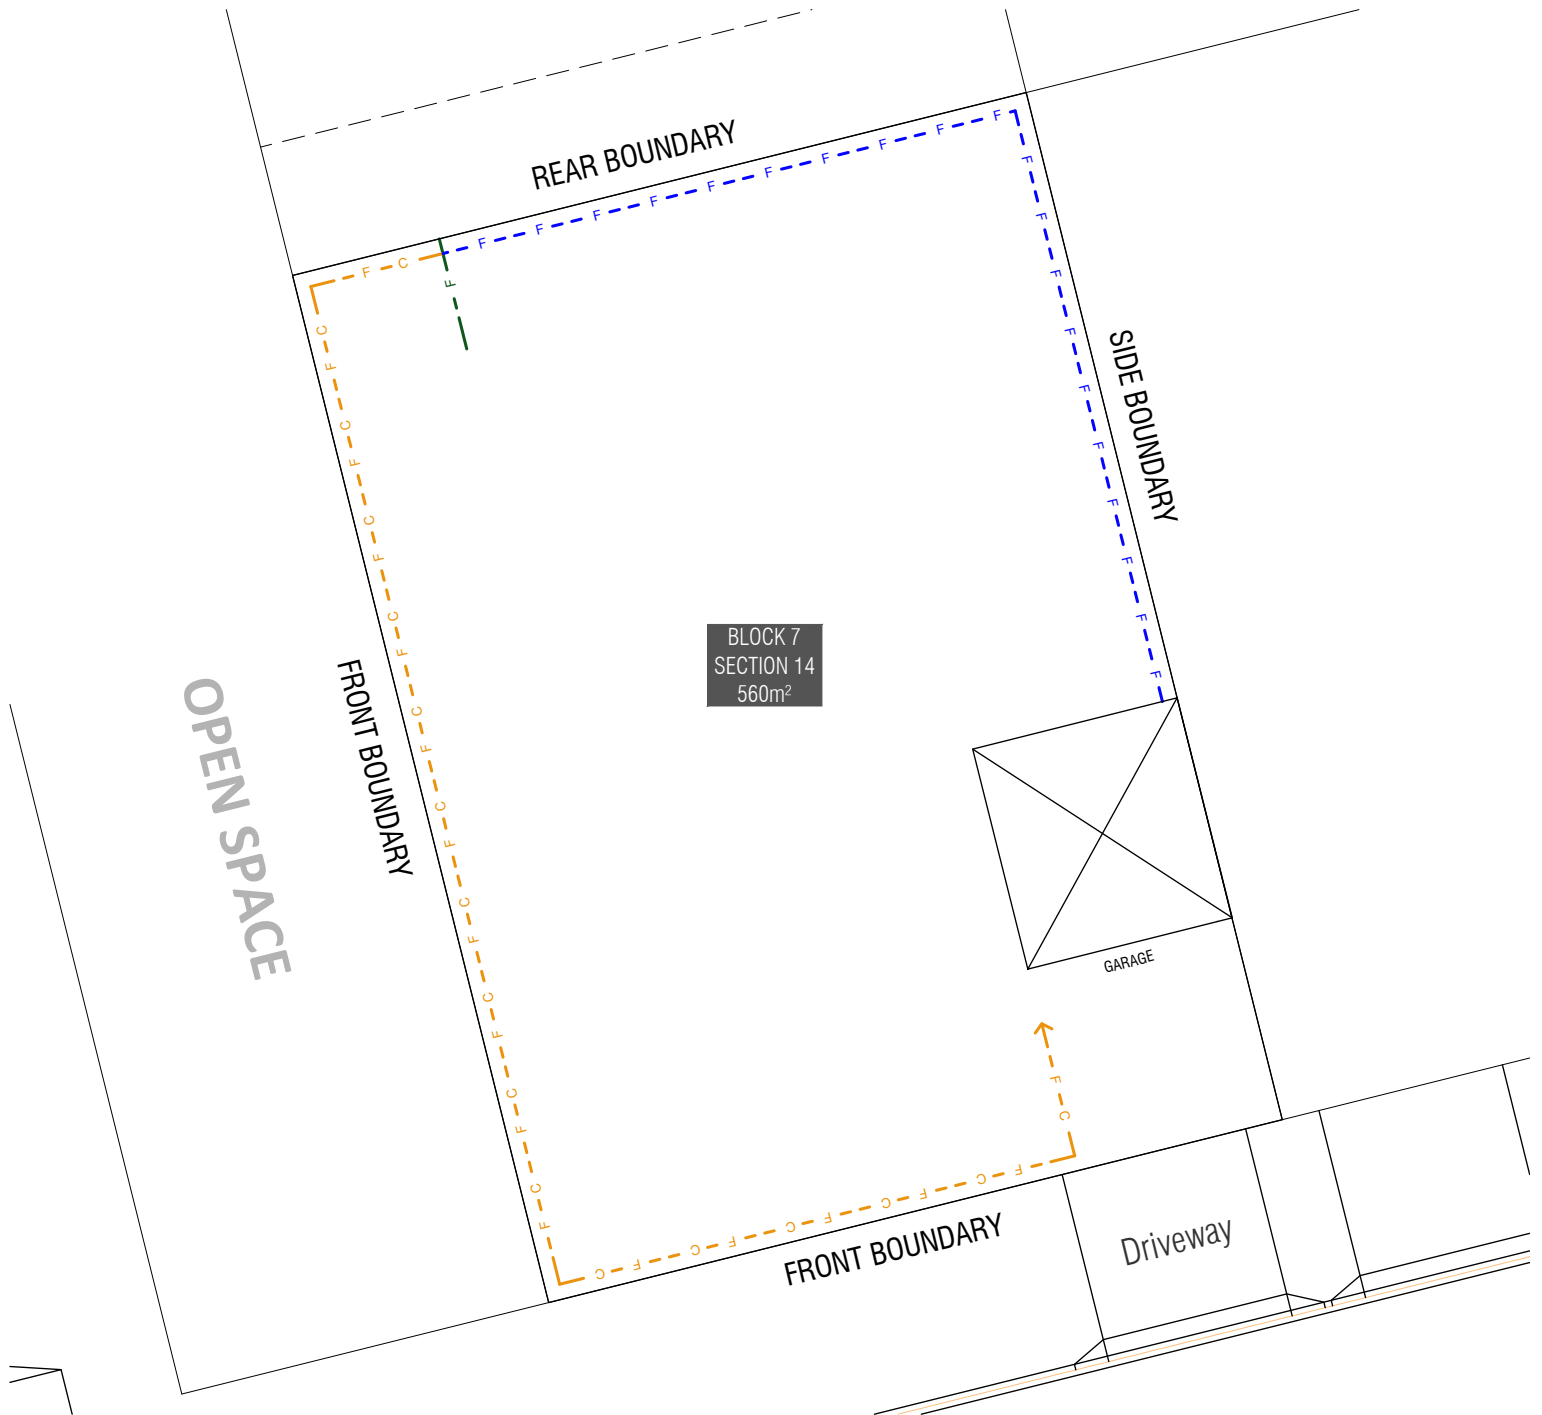 REAR BOUNDARY
F F F F F F F F F F
F C
F
C F C F C F C F C F C F C F C F C F C F
F F F F F F F F F F
SIDE BOUNDARY
BLOCK 7
SECTION 14
560m²
OPEN SPACE
FRONT BOUNDARY
GARAGE
F C
C F C F C F C F C F
FRONT BOUNDARY
Driveway